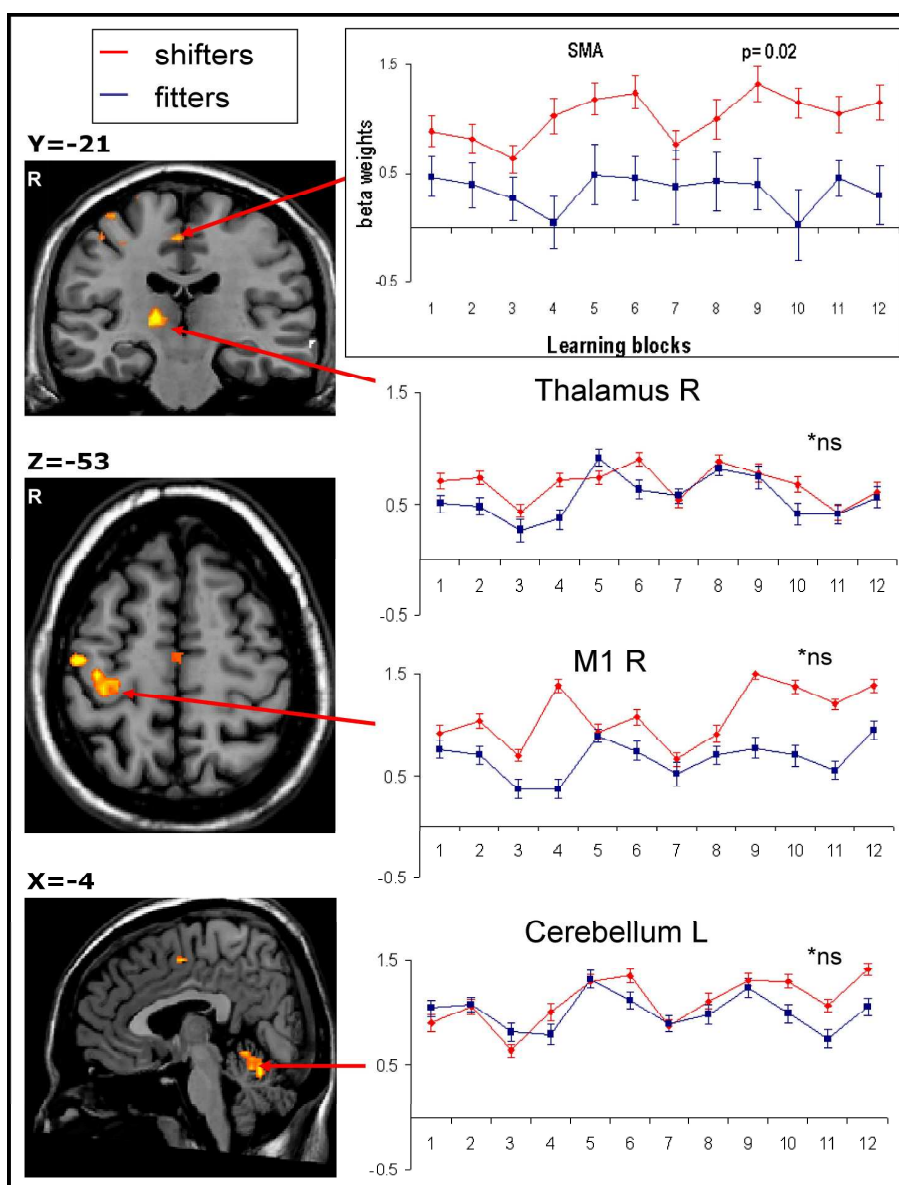 shifters
fitters
SMA p= 0.02
beta weights
1.5
0.5
-0.5
1 2 3 4 5 6 7 8 9 10 11 12
Learning blocks
Y=-21
R
Thalamus R
*ns
1.5
0.5
-0.5
1 2 3 4 5 6 7 8 9 10 11 12
Z=-53
R
M1 R
*ns
1.5
0.5
-0.5
1 2 3 4 5 6 7 8 9 10 11 12
X=-4
Cerebellum L
*ns
1.5
0.5
-0.5
1 2 3 4 5 6 7 8 9 10 11 12